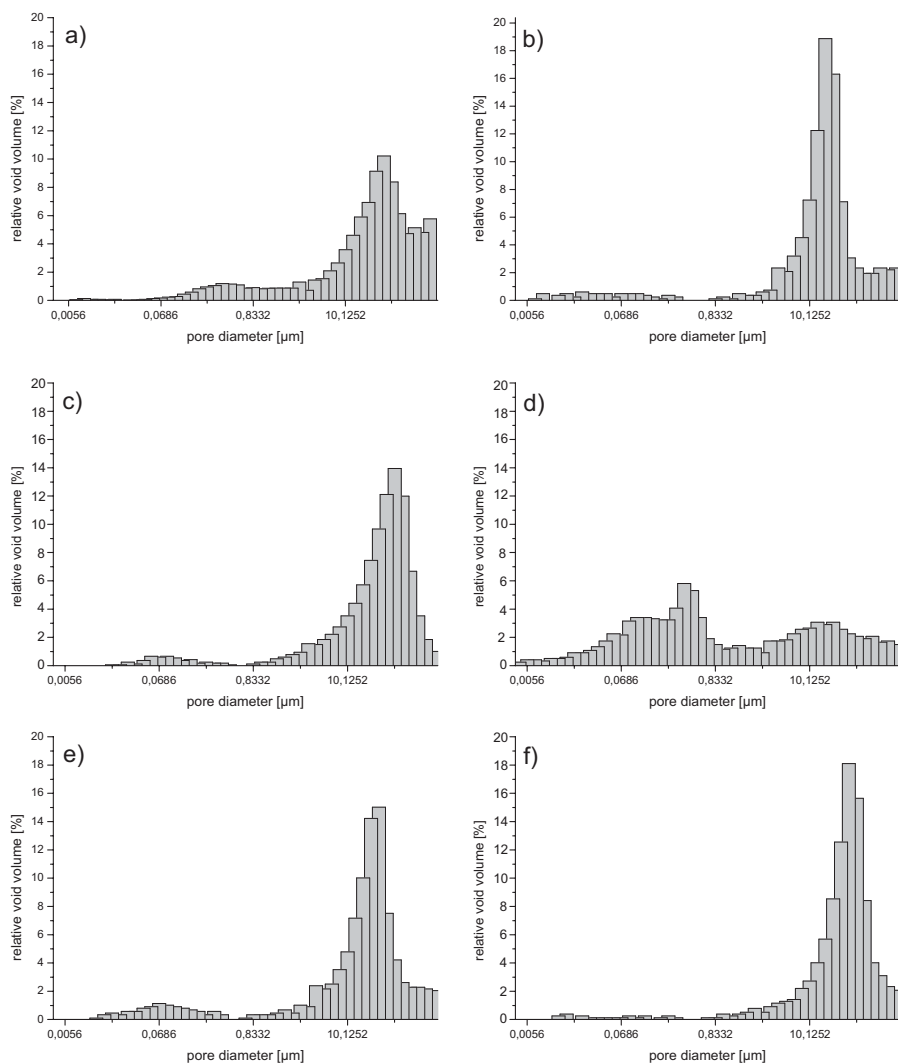 a)
20
18
16
14
12
10
8
6
4
2
0
relative void volume [%]
0,0056 0,0686 0,8332 10,1252
pore diameter [µm]
b)
20
18
16
14
12
10
8
6
4
2
0
relative void volume [%]
0,0056 0,0686 0,8332 10,1252
pore diameter [µm]
c)
20
18
16
14
12
10
8
6
4
2
0
relative void volume [%]
0,0056 0,0686 0,8332 10,1252
pore diameter [µm]
d)
20
18
16
14
12
10
8
6
4
2
0
relative void volume [%]
0,0056 0,0686 0,8332 10,1252
pore diameter [µm]
e)
20
18
16
14
12
10
8
6
4
2
0
relative void volume [%]
0,0056 0,0686 0,8332 10,1252
pore diameter [µm]
f)
20
18
16
14
12
10
8
6
4
2
0
relative void volume [%]
0,0056 0,0686 0,8332 10,1252
pore diameter [µm]